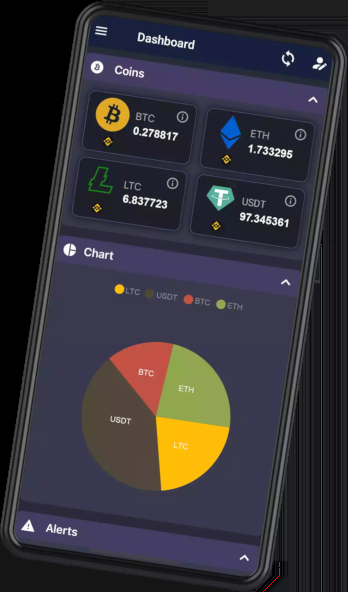 Dashboard
Coins
BTC
0.278817
ETH
1.733295
LTC
6.837723
USDT
97.345361
Chart
LTC USDT BTC ETH
BTC
ETH
USDT
LTC
Alerts